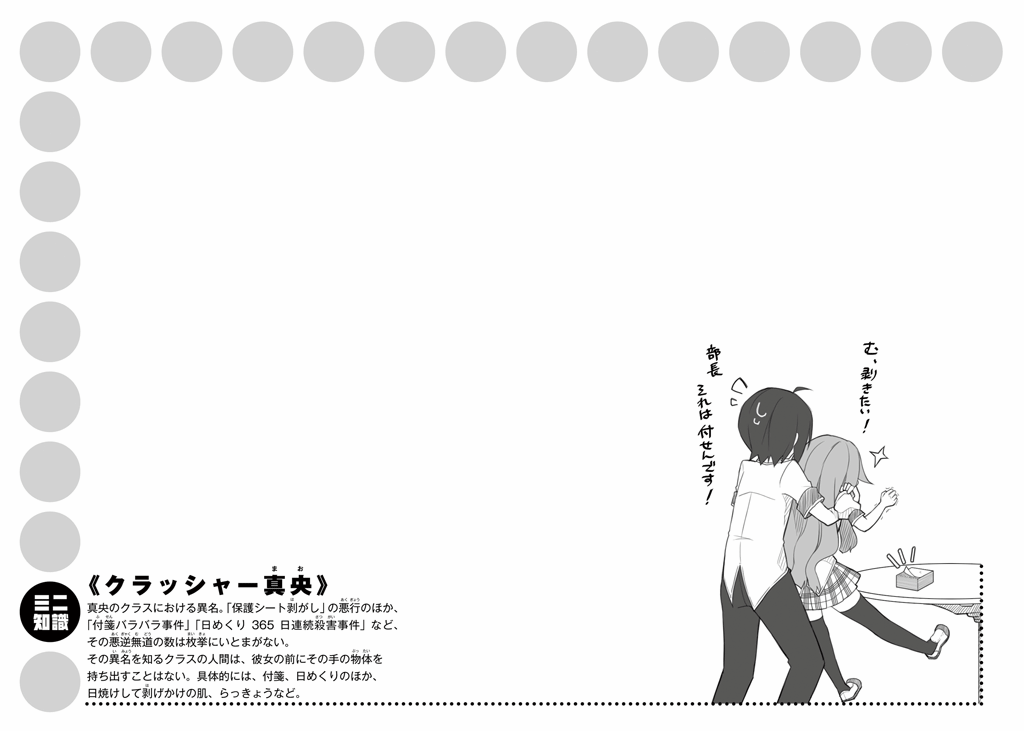 む、剥きたい！
部長
それは付せんです！
ミニ
知識
《クラッシャー真央》
真央のクラスにおける異名。「保護シート剥がし」の悪行のほか、
「付箋バラバラ事件」「日めくり 365 日連続殺害事件」など、
その悪逆無道の数は枚挙にいとまがない。
その異名を知るクラスの人間は、彼女の前にその手の物体を
持ち出すことはない。具体的には、付箋、日めくりのほか、
日焼けして剥げかけの肌、らっきょうなど。